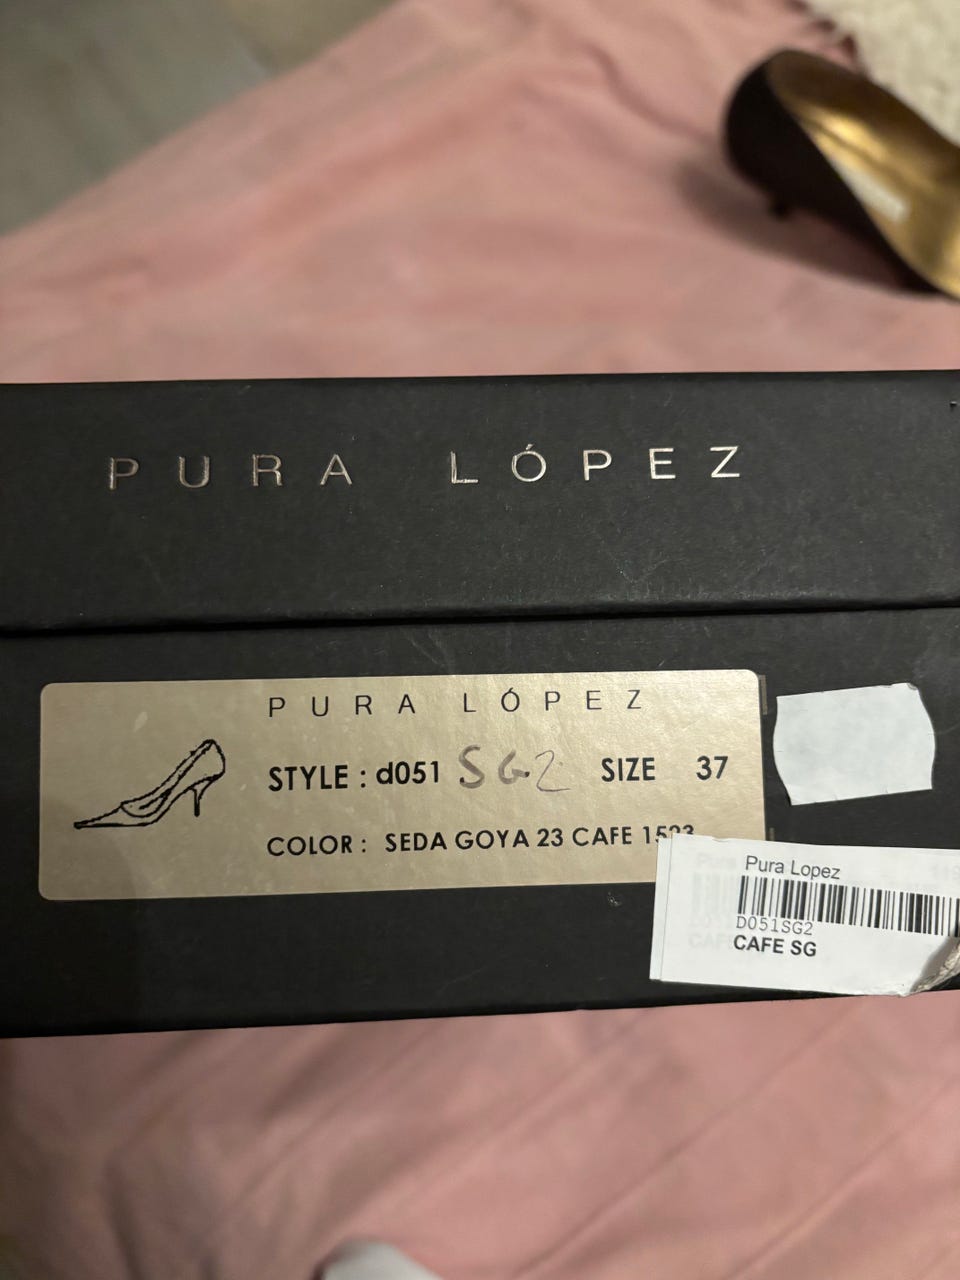 PURA LÓPEZ
PURA LÓPEZ
STYLE : d051 SG2 SIZE 37
COLOR : SEDA GOYA 23 CAFE 1523
Pura Lopez
D051SG2
CAFE SG